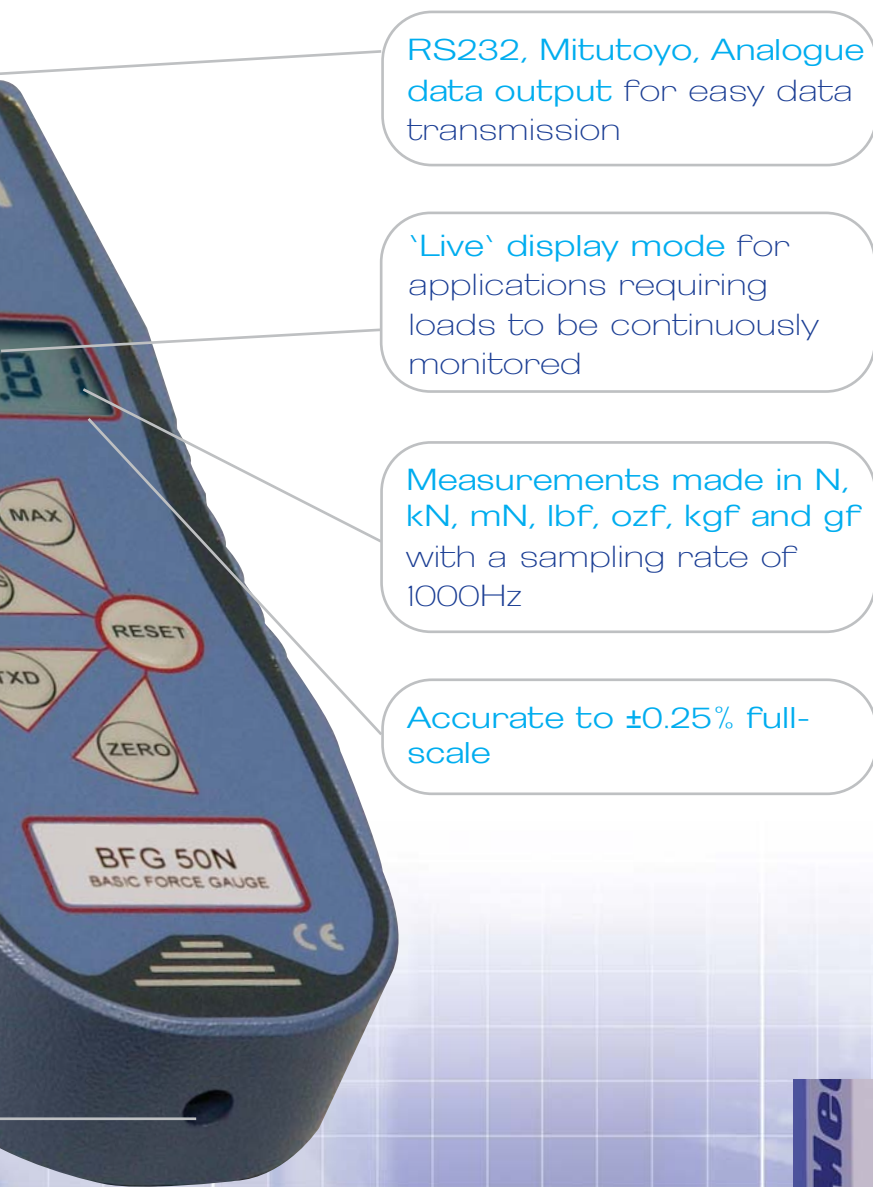 RS232, Mitutoyo, Analogue
data output for easy data
transmission
`Live` display mode for
applications requiring
loads to be continuously
monitored
Measurements made in N,
kN, mN, lbf, ozf, kgf and gf
with a sampling rate of
1000Hz
Accurate to ±0.25% full-
scale
.81
MAX
RESET
TXD
ZERO
BFG 50N
BASIC FORCE GAUGE
CE